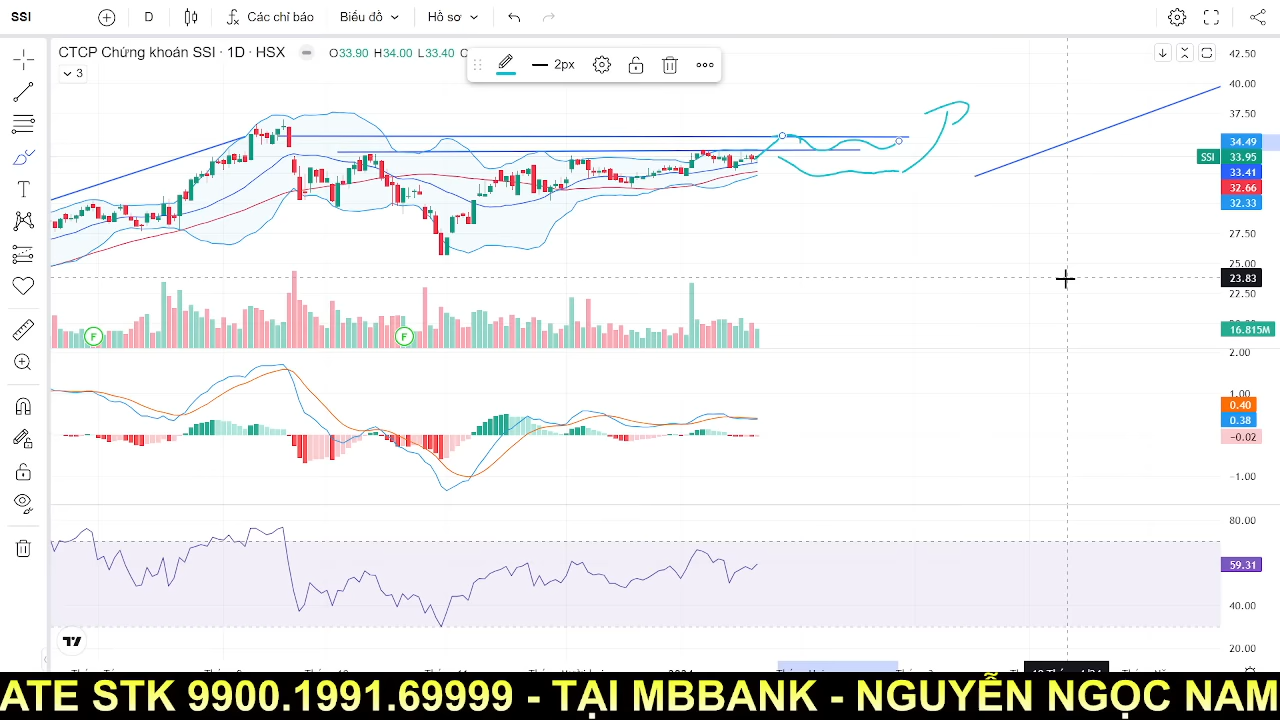 SSI
D
Các chỉ báo
Biểu đồ
Hồ sơ
CTCP Chứng khoán SSI · 1D · HSX
O33.90 H34.00 L33.40
3
2px
42.50
40.00
37.50
34.49
SSI 33.95
33.41
32.66
32.33
27.50
25.00
23.83
22.50
16.815M
F
F
2.00
1.00
0.40
0.38
−0.02
−1.00
80.00
59.31
40.00
20.00
ATE STK 9900.1991.69999 - TẠI MBBANK - NGUYỄN NGỌC NAM